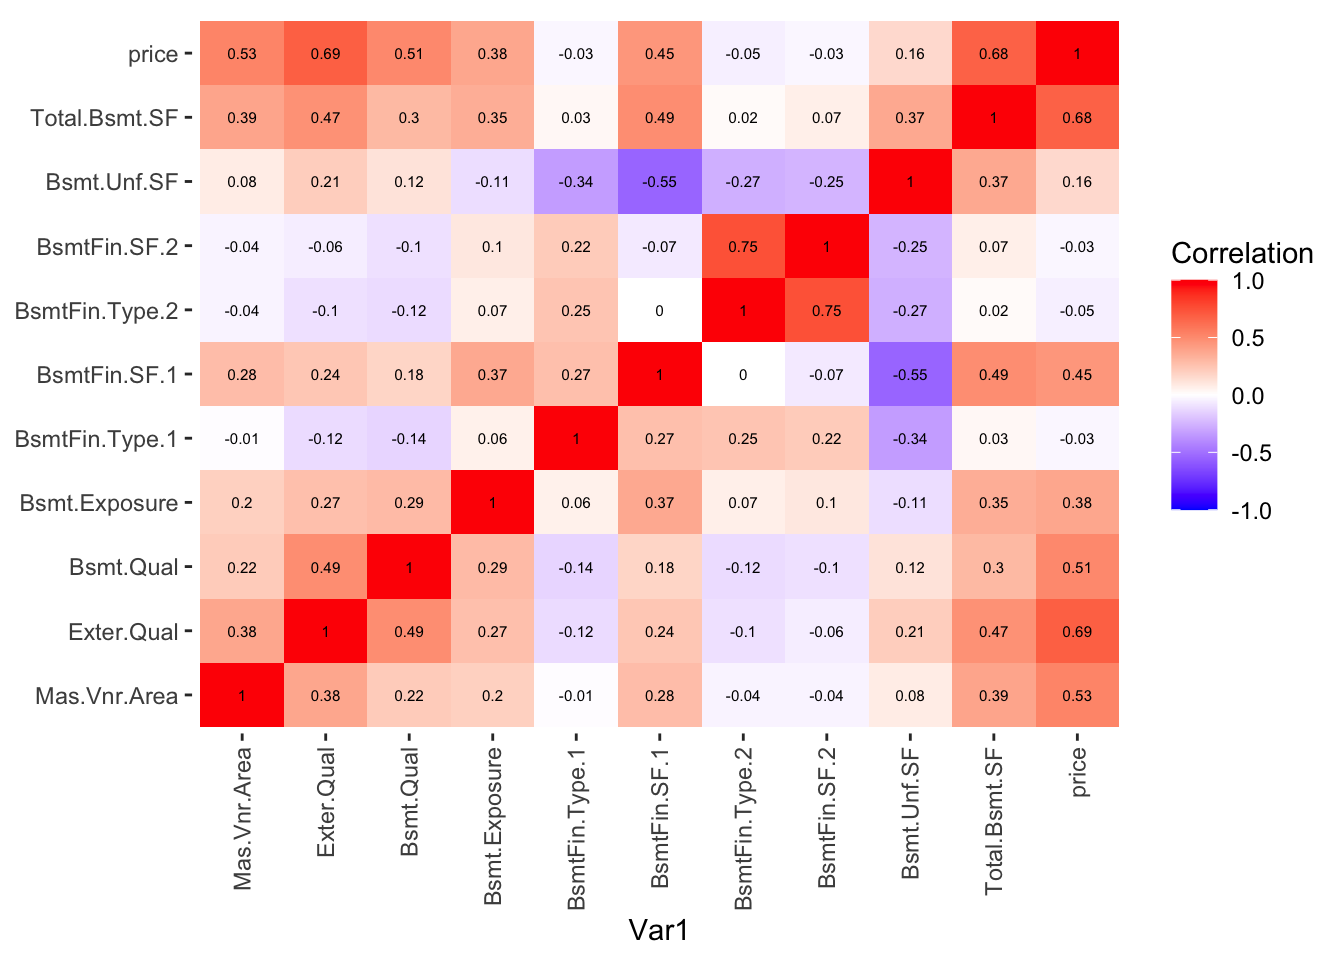 price 0.53 0.69 0.51 0.38 -0.03 0.45 -0.05 -0.03 0.16 0.68 1
Total.Bsmt.SF 0.39 0.47 0.3 0.35 0.03 0.49 0.02 0.07 0.37 1 0.68
Bsmt.Unf.SF 0.08 0.21 0.12 -0.11 -0.34 -0.55 -0.27 -0.25 1 0.37 0.16
BsmtFin.SF.2 -0.04 -0.06 -0.1 0.1 0.22 -0.07 0.75 1 -0.25 0.07 -0.03
BsmtFin.Type.2 -0.04 -0.1 -0.12 0.07 0.25 0 1 0.75 -0.27 0.02 -0.05
BsmtFin.SF.1 0.28 0.24 0.18 0.37 0.27 1 0 -0.07 -0.55 0.49 0.45
BsmtFin.Type.1 -0.01 -0.12 -0.14 0.06 1 0.27 0.25 0.22 -0.34 0.03 -0.03
Bsmt.Exposure 0.2 0.27 0.29 1 0.06 0.37 0.07 0.1 -0.11 0.35 0.38
Bsmt.Qual 0.22 0.49 1 0.29 -0.14 0.18 -0.12 -0.1 0.12 0.3 0.51
Exter.Qual 0.38 1 0.49 0.27 -0.12 0.24 -0.1 -0.06 0.21 0.47 0.69
Mas.Vnr.Area 1 0.38 0.22 0.2 -0.01 0.28 -0.04 -0.04 0.08 0.39 0.53
Mas.Vnr.Area
Exter.Qual
Bsmt.Qual
Bsmt.Exposure
BsmtFin.Type.1
BsmtFin.SF.1
BsmtFin.Type.2
BsmtFin.SF.2
Bsmt.Unf.SF
Total.Bsmt.SF
price
Var1
Correlation
1.0
0.5
0.0
-0.5
-1.0